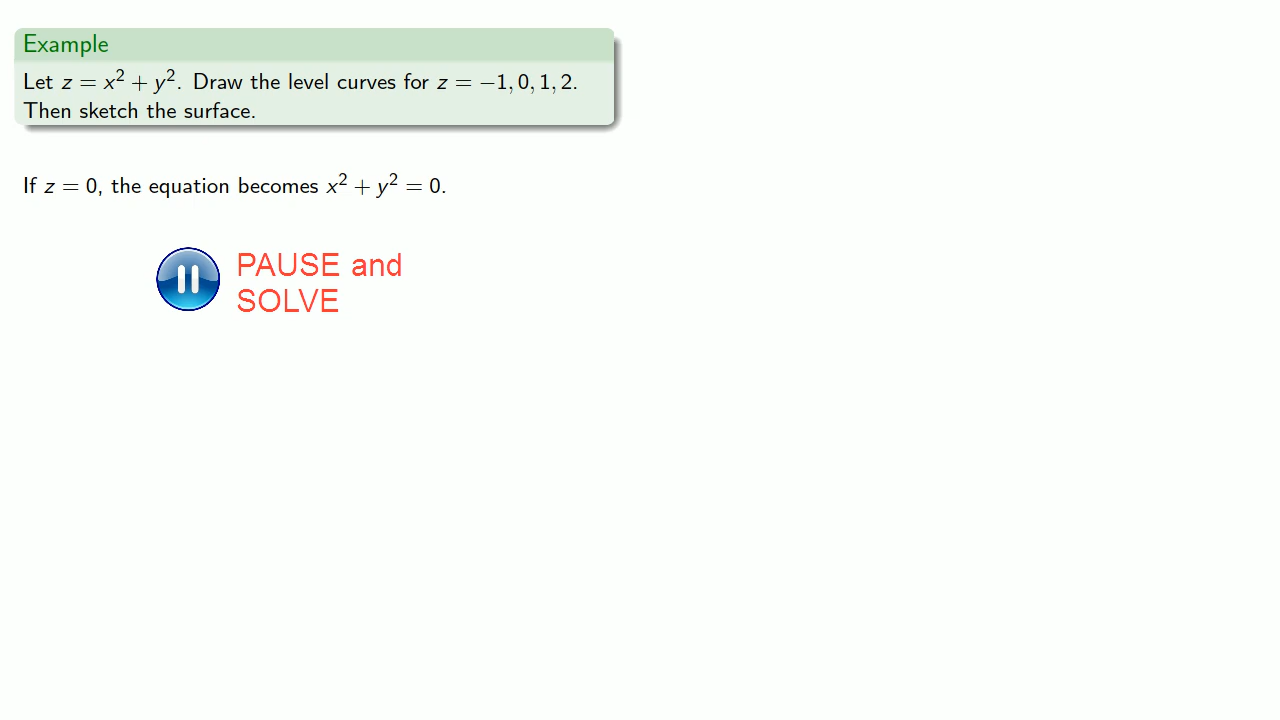 Example
Let z = x² + y². Draw the level curves for z = −1, 0, 1, 2.
Then sketch the surface.
If z = 0, the equation becomes x² + y² = 0.
PAUSE and
SOLVE